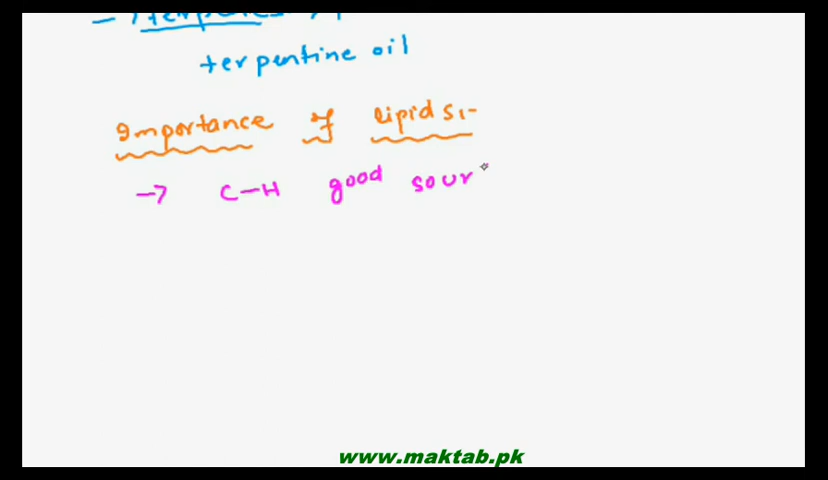 terpentine oil
Importance of lipids:-
→ C-H good sour
www.maktab.pk